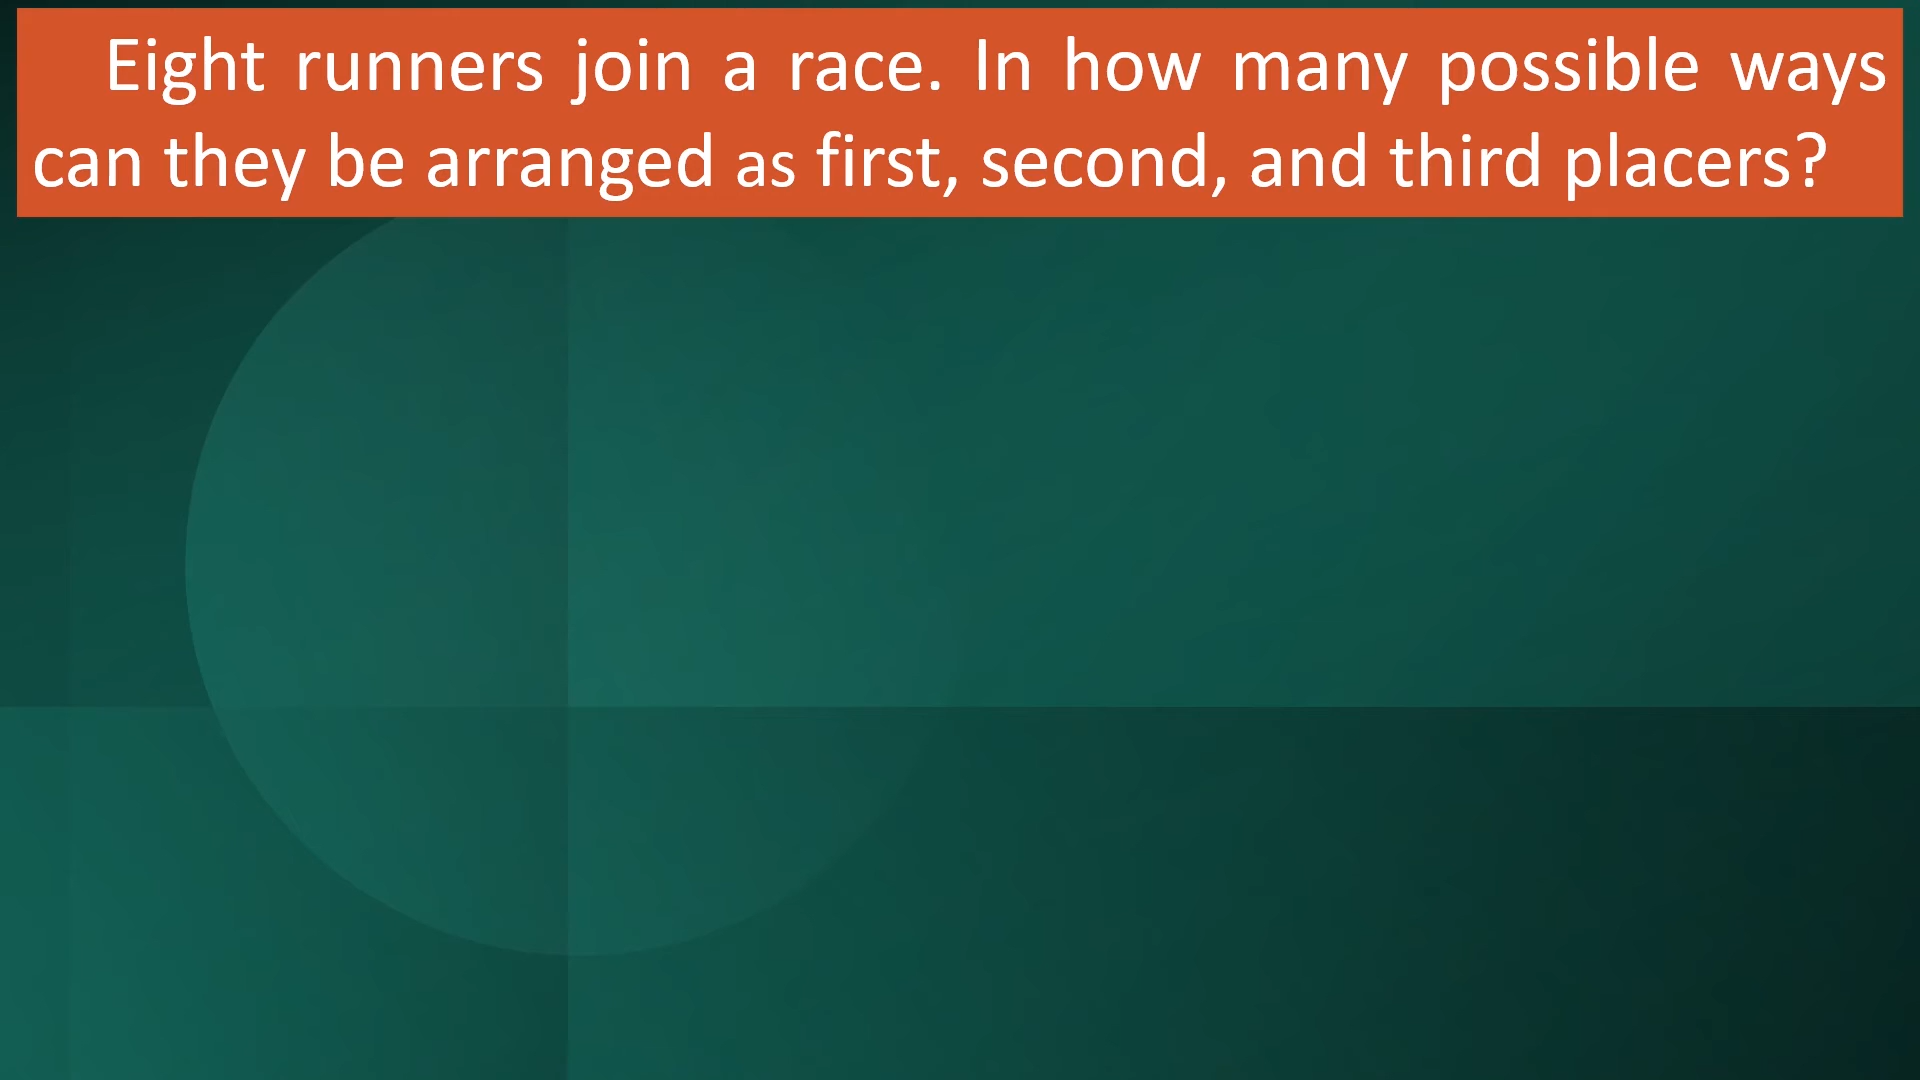 Eight runners join a race. In how many possible ways
can they be arranged as first, second, and third placers?